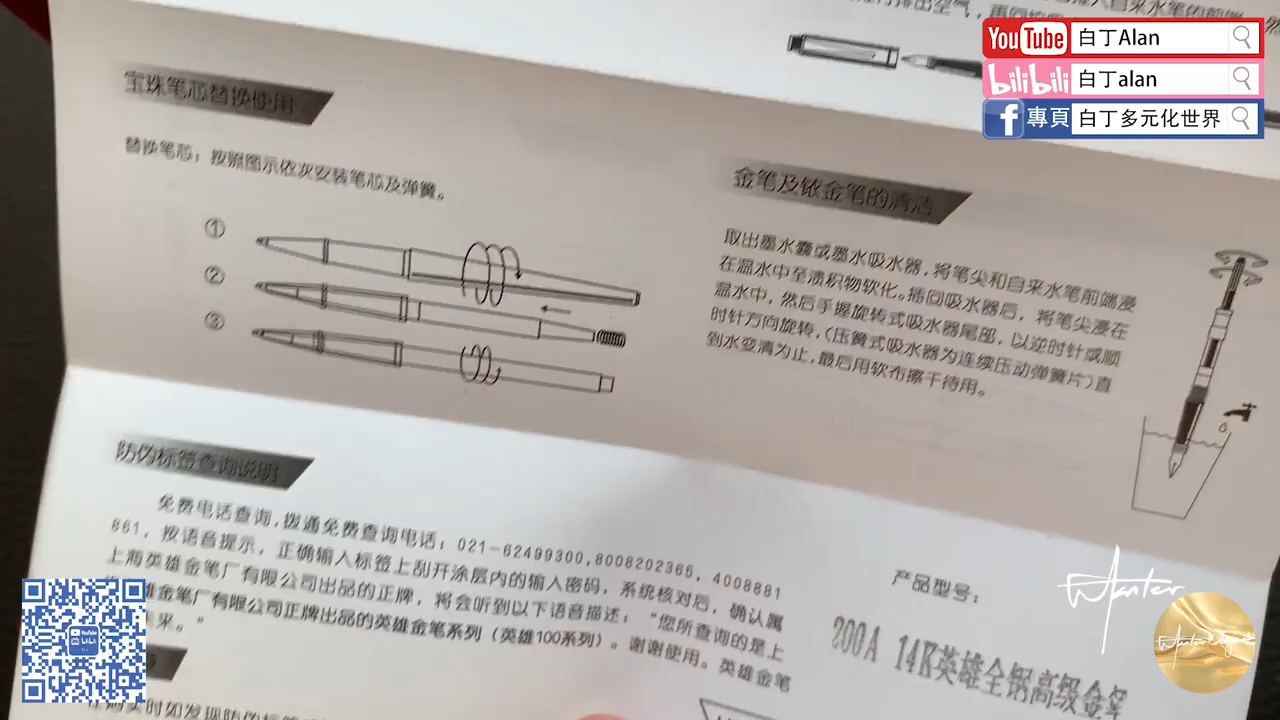 YouTube 白丁Alan
bilibili 白丁alan
f 專頁 白丁多元化世界
宝珠笔芯替换使用
替换笔芯；按照图示依次安装笔芯及弹簧。
①
②
③
金笔及铱金笔的清洁
取出墨水囊或墨水吸水器，将笔尖和自来水笔前端浸
在温水中至渍积物软化。插回吸水器后，将笔尖浸在
温水中，然后手握旋转式吸水器尾部，以逆时针或顺
时针方向旋转，(压簧式吸水器为连续压动弹簧片)直
到水变清为止，最后用软布擦干待用。
防伪标签查询说明
免费电话查询，拨通免费查询电话；021-62499300,8008202365，4008881
661，按语音提示，正确输入标签上刮开涂层内的输入密码，系统核对后，确认属
上海英雄金笔厂有限公司出品的正牌，将会听到以下语音描述；“您所查询的是上
雄金笔厂有限公司正牌出品的英雄金笔系列（英雄100系列）。谢谢使用。英雄金笔
来。”
产品型号：
200A 14K英雄全钢高级金笔